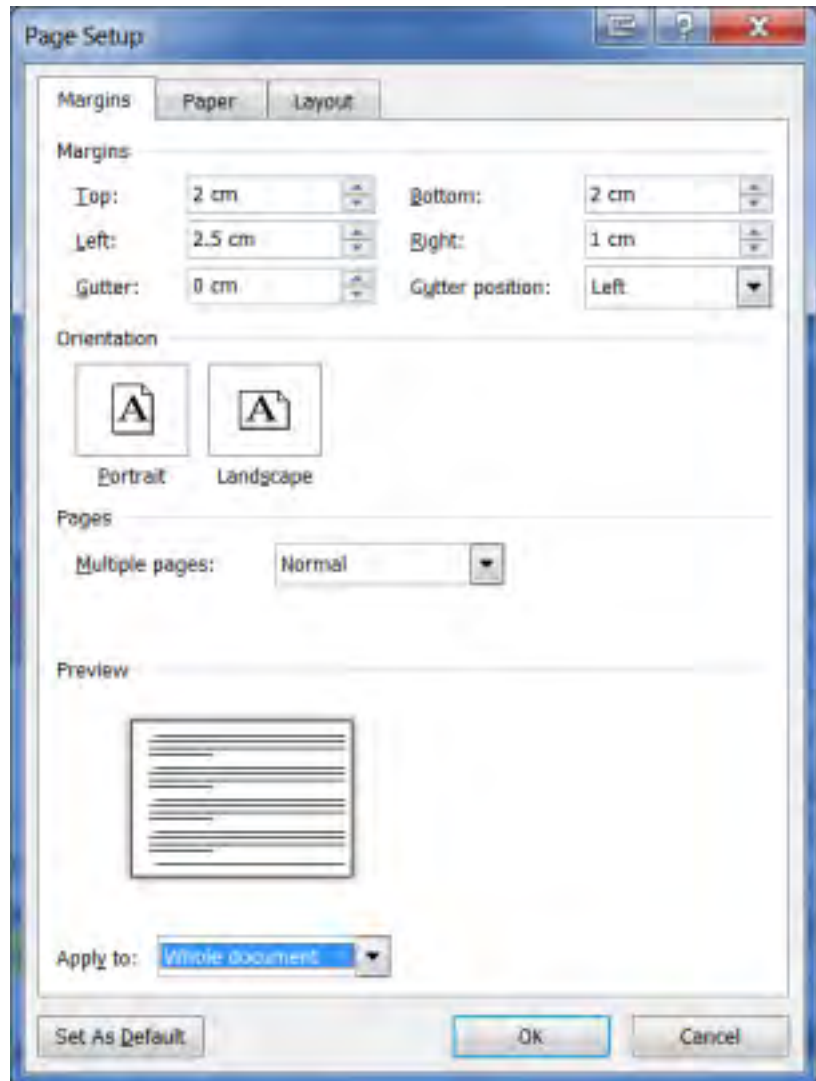 Page Setup
Margins Paper Layout
Margins
Top: 2 cm Bottom: 2 cm
Left: 2.5 cm Right: 1 cm
Gutter: 0 cm Gutter position: Left
Orientation
A A
Portrait Landscape
Pages
Multiple pages: Normal
Preview
Apply to: Whole document
Set As Default OK Cancel